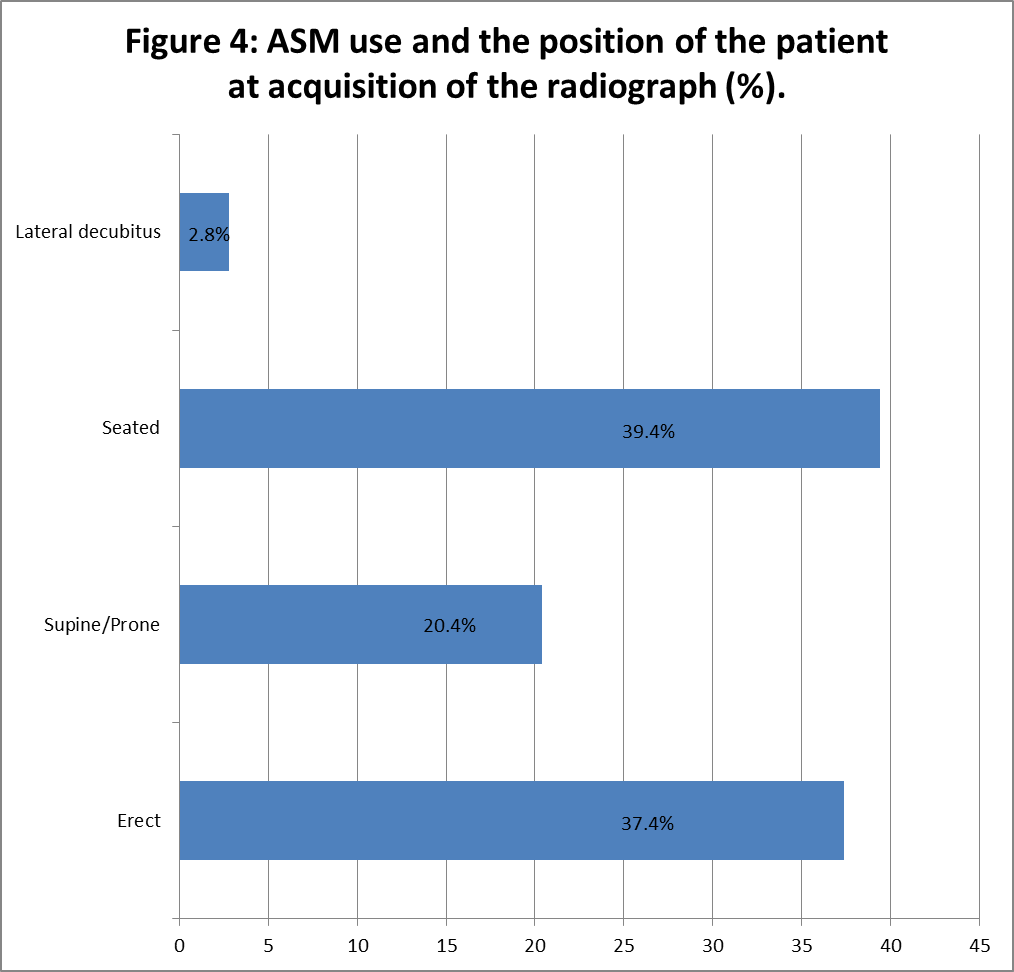 Figure 4: ASM use and the position of the patient
at acquisition of the radiograph (%).
Lateral decubitus
2.8%
Seated
39.4%
Supine/Prone
20.4%
Erect
37.4%
0 5 10 15 20 25 30 35 40 45